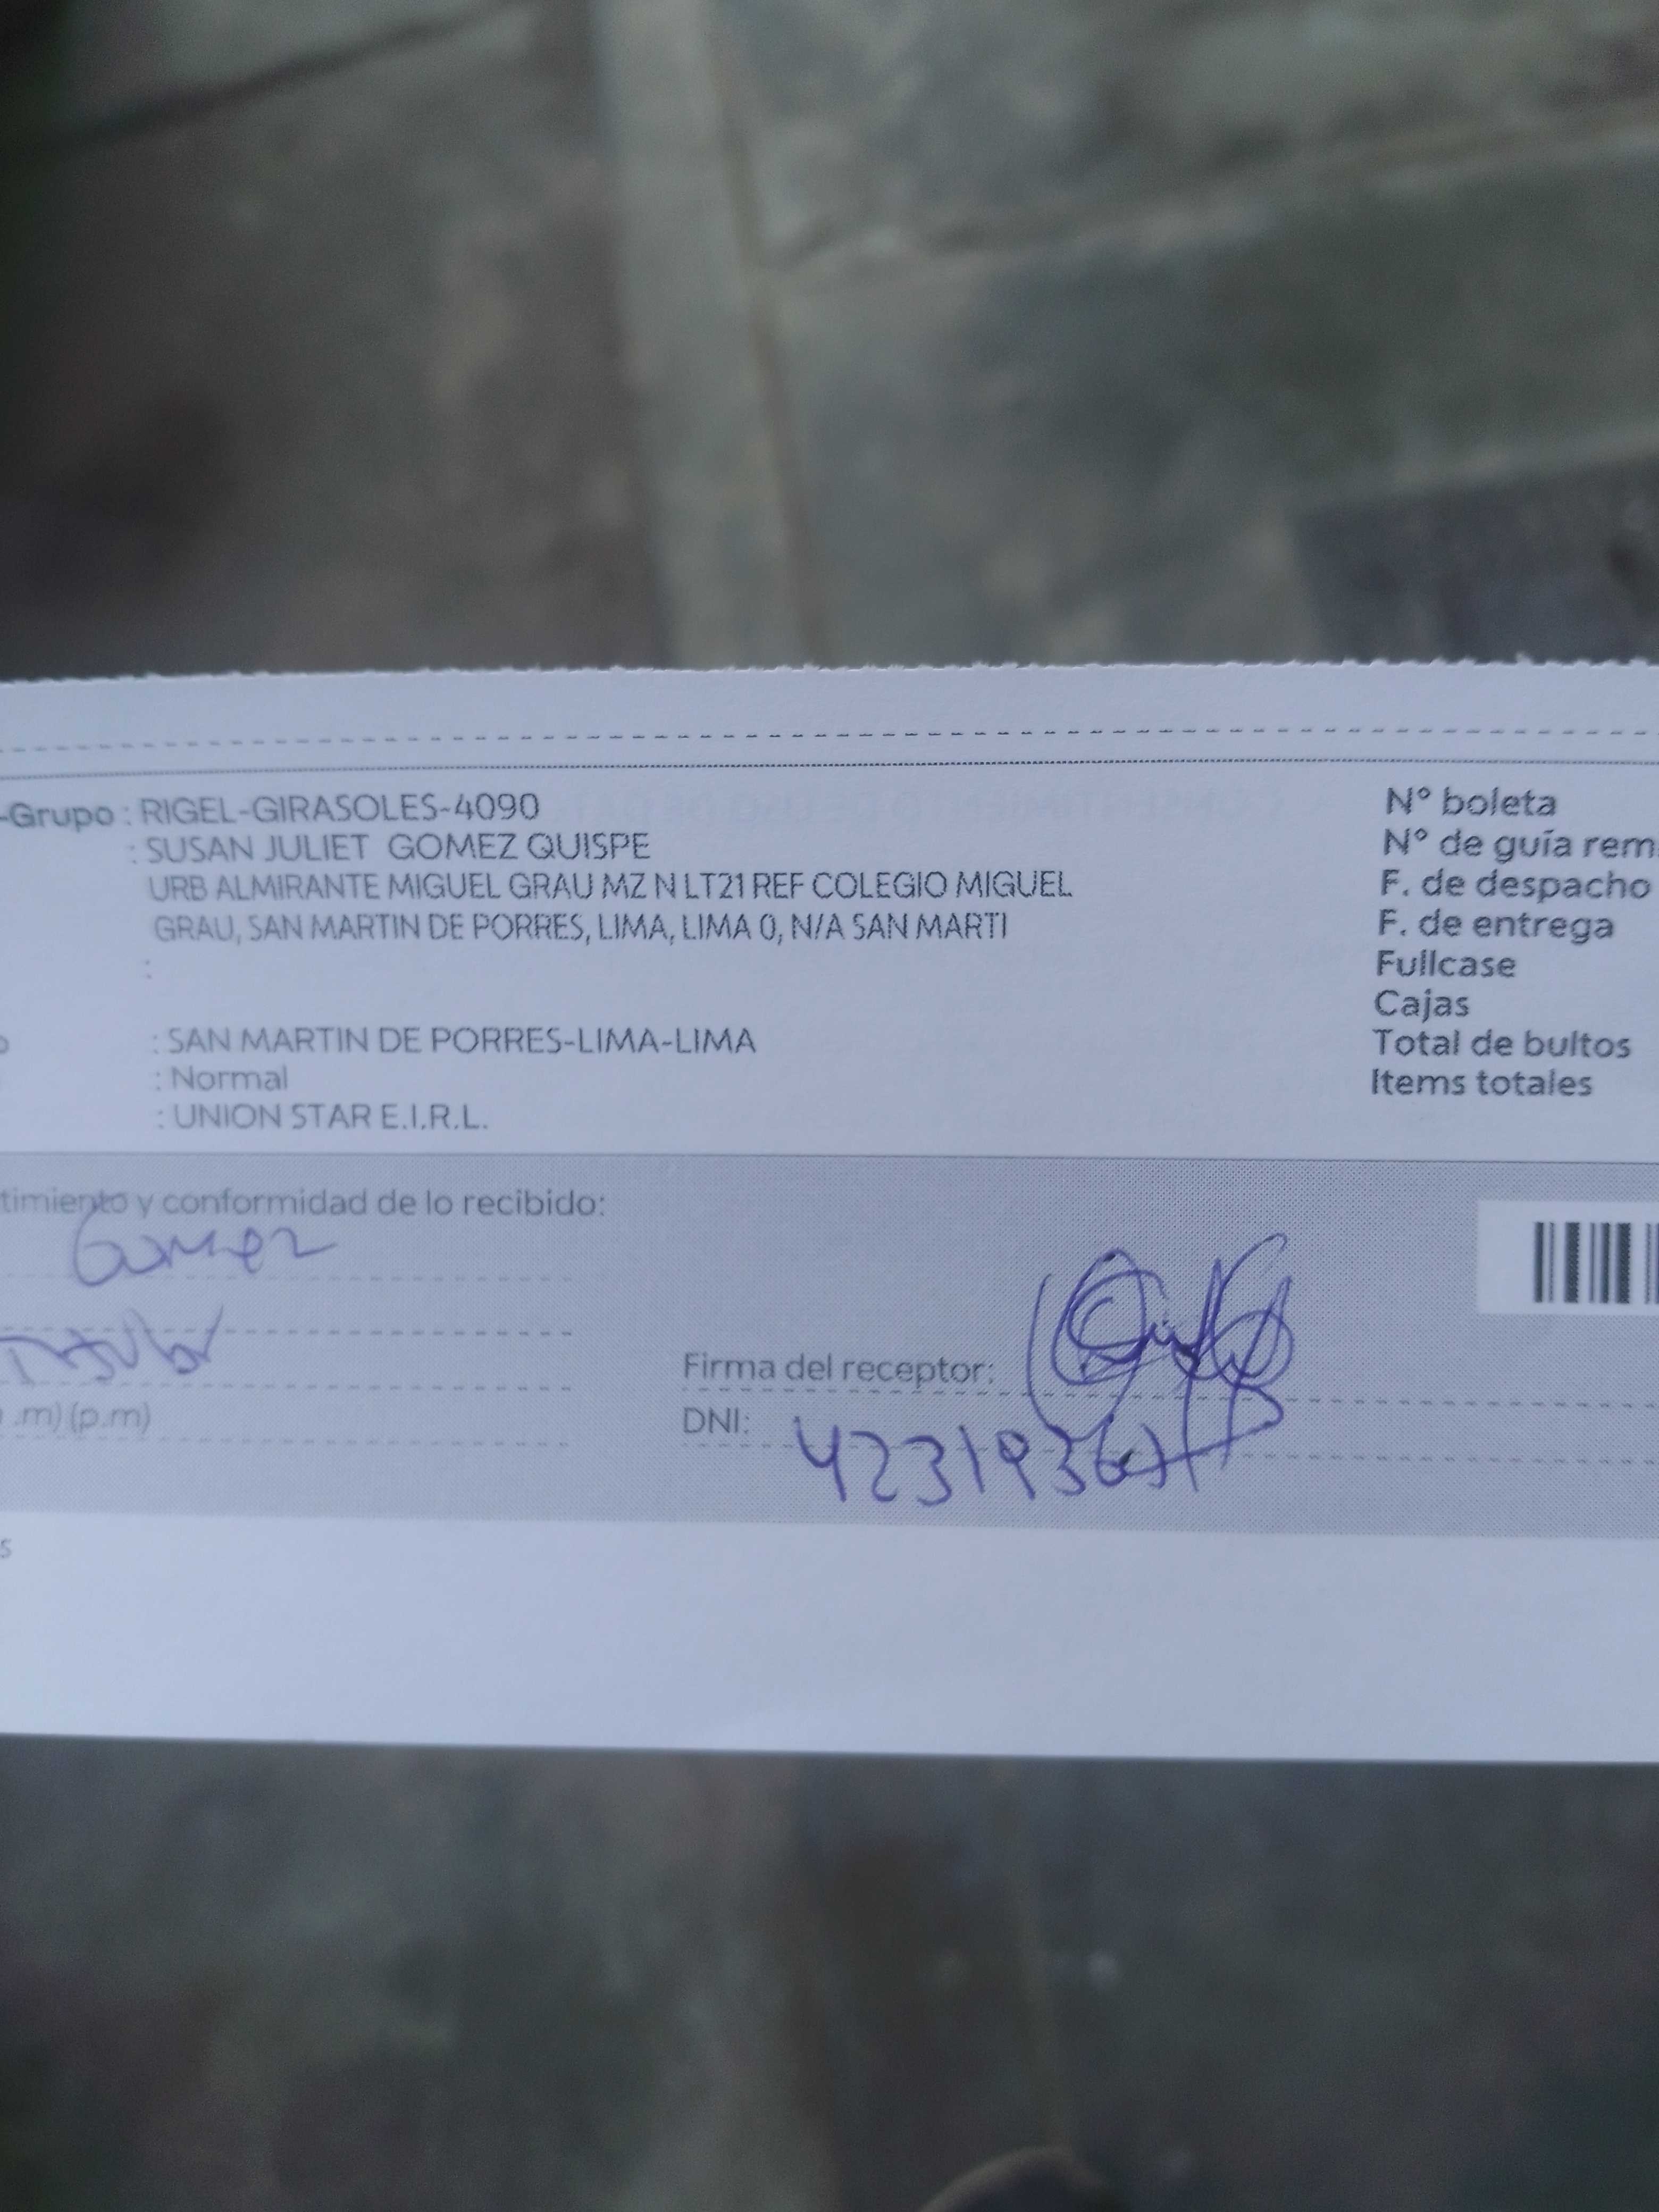 -Grupo : RIGEL-GIRASOLES-4090
: SUSAN JULIET GOMEZ QUISPE
URB ALMIRANTE MIGUEL GRAU MZ N LT21 REF COLEGIO MIGUEL
GRAU, SAN MARTIN DE PORRES, LIMA, LIMA 0, N/A SAN MARTI
:
: SAN MARTIN DE PORRES-LIMA-LIMA
: Normal
: UNION STAR E.I.R.L.
N° boleta
N° de guía rem
F. de despacho
F. de entrega
Fullcase
Cajas
Total de bultos
Items totales
timiento y conformidad de lo recibido:
Gomez
.m) (p.m)
Firma del receptor:
DNI: 4231936
s